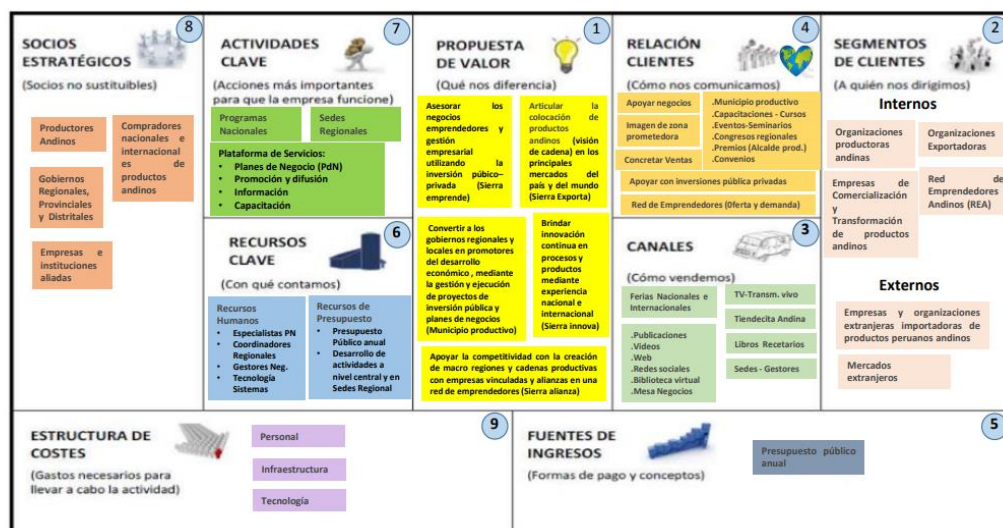 8
SOCIOS
ESTRATÉGICOS
(Socios no sustituibles)
Productores
Andinos
Gobiernos
Regionales,
Provinciales
y Distritales
Empresas e
instituciones
aliadas
Compradores
nacionales e
internacional
es de
productos
andinos
7
ACTIVIDADES
CLAVE
(Acciones más importantes
para que la empresa funcione)
Programas
Nacionales
Sedes
Regionales
Plataforma de Servicios:
• Planes de Negocio (PdN)
• Promoción y difusión
• Información
• Capacitación
6
RECURSOS
CLAVE
(Con qué contamos)
Recursos
Humanos
• Especialistas PN
• Coordinadores
Regionales
• Gestores Neg.
• Tecnología
Sistemas
Recursos de
Presupuesto
• Presupuesto
Público anual
• Desarrollo de
actividades a
nivel central y en
Sedes Regional
1
PROPUESTA
DE VALOR
(Qué nos diferencia)
Asesorar los
negocios
emprendedores y
gestión
empresarial
utilizando la
inversión púbico–
privada (Sierra
emprende)
Articular la
colocación de
productos
andinos (visión
de cadena) en los
principales
mercados del
país y del mundo
(Sierra Exporta)
Convertir a los
gobiernos regionales y
locales en promotores
del desarrollo
económico , mediante
la gestión y ejecución
de proyectos de
inversión pública y
planes de negocios
(Municipio productivo)
Brindar
innovación
continua en
procesos y
productos
mediante
experiencia
nacional e
internacional
(Sierra innova)
Apoyar la competitividad con la creación
de macro regiones y cadenas productivas
con empresas vinculadas y alianzas en una
red de emprendedores (Sierra alianza)
4
RELACIÓN
CLIENTES
(Cómo nos comunicamos)
Apoyar negocios
Imagen de zona
prometedora
Concretar Ventas
.Municipio productivo
.Capacitaciones - Cursos
.Eventos-Seminarios
.Congresos regionales
.Premios (Alcalde prod.)
.Convenios
Apoyar con inversiones pública privadas
Red de Emprendedores (Oferta y demanda)
3
CANALES
(Cómo vendemos)
Ferias Nacionales e
Internacionales
.Publicaciones
.Videos
.Web
.Redes sociales
.Biblioteca virtual
.Mesa Negocios
TV-Transm. vivo
Tiendecita Andina
Libros Recetarios
Sedes - Gestores
2
SEGMENTOS
DE CLIENTES
(A quién nos dirigimos)
Internos
Organizaciones
productoras
andinas
Organizaciones
Exportadoras
Empresas de
Comercialización
y
Transformación
de productos
andinos
Red de
Emprendedores
Andinos (REA)
Externos
Empresas y organizaciones
extranjeras importadoras de
productos peruanos andinos
Mercados
extranjeros
9
ESTRUCTURA DE
COSTES
(Gastos necesarios para
llevar a cabo la actividad)
Personal
Infraestructura
Tecnología
5
FUENTES DE
INGRESOS
(Formas de pago y conceptos)
Presupuesto público
anual